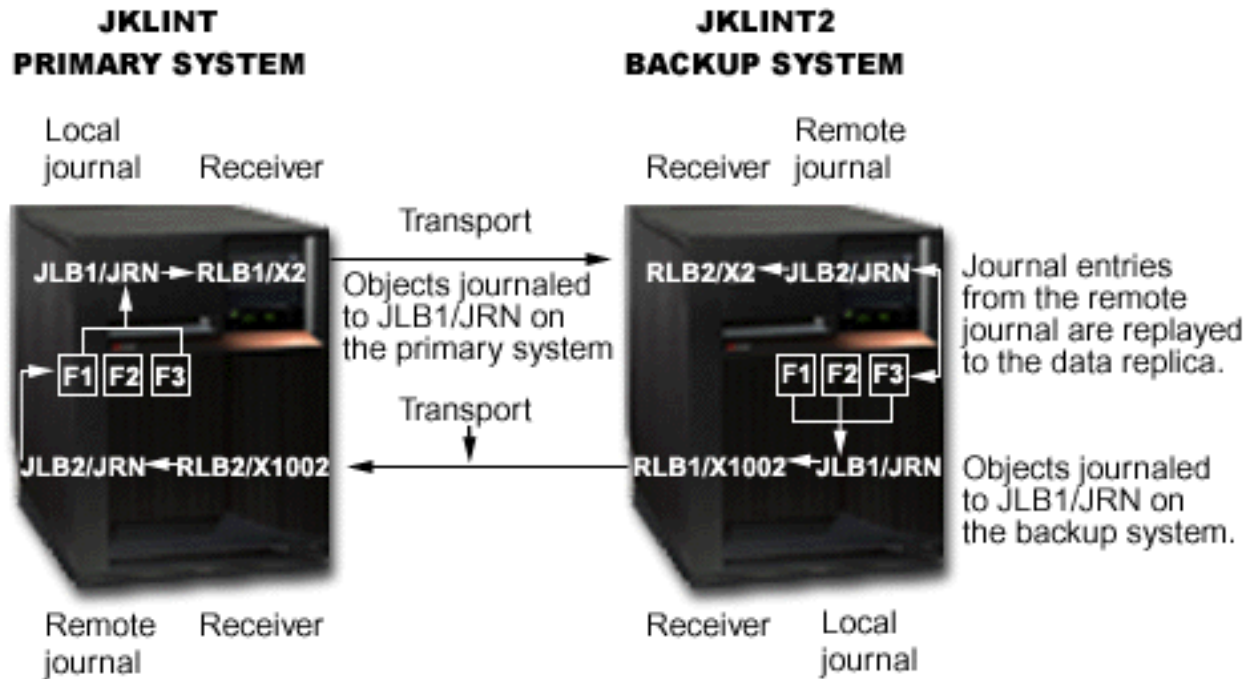 JKLINT
PRIMARY SYSTEM
JKLINT2
BACKUP SYSTEM
Local
journal
Receiver
Receiver
Remote
journal
JLB1/JRN
RLB1/X2
F1
F2
F3
JLB2/JRN
RLB2/X1002
Transport
Objects journaled
to JLB1/JRN on
the primary system
Transport
RLB2/X2
JLB2/JRN
F1
F2
F3
RLB1/X1002
JLB1/JRN
Journal entries
from the remote
journal are replayed
to the data replica.
Objects journaled
to JLB1/JRN on
the backup system.
Remote
journal
Receiver
Receiver
Local
journal